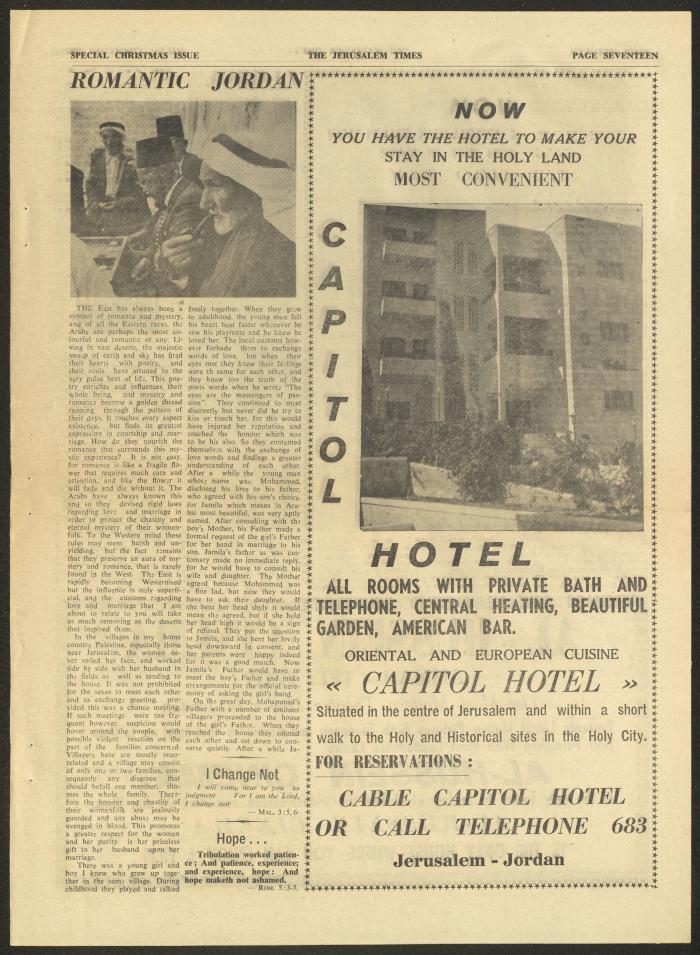 SPECIAL CHRISTMAS ISSUE
THE JERUSALEM TIMES
PAGE SEVENTEEN
ROMANTIC JORDAN
THE East has always been a
symbol of romance and mystery,
and of all the Eastern races, the
Arabs are perhaps the most co-
lourful and romantic of any. Li-
ving in vast deserts, the majestic
sweep of earth and sky has fired
their hearts with poetry, and
their souls have attuned to the
very pulse beat of life. This poe-
try enriches and influences their
whole being, and mysetry and
romance become a golden thread
running through the pattern of
their days. It touches every aspect
existence, but finds its greatest
expression in courtship and mar-
riage. How do they nourish the
romance that surrounds this my-
stic experience? It is not easy,
for romance is like a fragile flo-
wer that requires much care and
attention, and like the flower it
will fade and die without it. The
Arabs have always known this
and so they devised rigid laws
regarding love and marriage in
order to protect the chastity and
eternal mystery of their women-
folk. To the Western mind these
rules may seem harsh and un-
yielding, but the fact remains
that they preserve an aura of my-
stery and romance, that is rarely
found in the West. The East is
rapidly becoming Westernised
but the influence is only superfi-
cial, and the customs regarding
love and marriage that I am
about to relate to you will take
as much removing as the deserts
that inspired them.
In the villages in my home
country Palestine, especially those
near Jerusalem, the woman ne-
ver veiled her face, and worked
side by side with her husband in
the fields as well as tending to
the house. It was not prohibited
for the sexes to meet each other
and to exchange greeting, pro-
vided this was a chance meeting.
If such meetings were too fre-
quent however suspicion would
hover around the couple, with
possible violent reaction on the
part of the families concerned.
Villagers here are mostly inter-
related and a village may consist
of only one or two families, con-
sequently any disgrace that
should befall one member, sha-
mes the whole family. There-
fore the honour and chastity of
their womenfolk are jealously
guarded and any abuse may be
avenged in blood. This promotes
a greater respect for the women
and her purity is her priceless
gift to her husband upon her
marriage.
There was a young girl and
boy I knew who grew up toge-
ther in the same village. During
childhood they played and talked
freely together. When they grew
to adulthood, the young man felt
his heart beat faster whenever he
saw his playmate and he knew he
loved her. The local customs how-
ever forbade them to exchange
words of love, but when their
eyes met they knew their feelings
were th same for each other, and
they knew too the truth of the
poets words when he wrote "The
eyes are the massengers of pas-
sion". They continued to meet
discreetly but never did he try to
kiss or touch her, for this would
have injured her reputation and
touched the honour which was
to be his also. So they contented
themselves with the exchange of
love words and findings a greater
understanding of each other.
After a while the young man
whose name was Mohammed,
disclosed his love to his father,
who agreed with his son's choice,
for Jamila which means in Ara-
bic most beautiful, was very aptly
named. After consulting with the
boy's Mother, his Father made a
formal request of the girl's Father
for her hand in marriage to his
son. Jamila's father as was cus-
tomary made no immediate reply,
for he would have to consult his
wife and daughter. The Mother
agreed because Mohammed was
a fine lad, but now they would
have to ask their daughter. If
she bent her head shyly it would
mean she agreed, but if she held
her head high it would be a sign
of refusal. They put the question
to Jamila, and she bent her lovely
head downward in consent, and
her parents were happy indeed
for it was a good march. Now
Jamila's Father would have to
meet the boy's Father and make
arrangements for the official cere-
mony of asking the girl's hand.
On the great day, Mohammed's
Father with a number of eminent
villagers proceeded to the house
of the girl's Father. When they
reached the house they saluted
each other and sat down to con-
verse quietly. After a while Ja-
I Change Not
I will come near to you to
judgment For I am the Lord,
I change not
— MAL. 3:5,6.
Hope ...
Tribulation worked patien-
ce; And patience, experience;
and experience, hope: And
hope maketh not ashamed.
— ROM. 5:3-5.
NOW
YOU HAVE THE HOTEL TO MAKE YOUR
STAY IN THE HOLY LAND
MOST CONVENIENT
CAPITOL
HOTEL
ALL ROOMS WITH PRIVATE BATH AND
TELEPHONE, CENTRAL HEATING, BEAUTIFUL
GARDEN, AMERICAN BAR.
ORIENTAL AND EUROPEAN CUISINE
« CAPITOL HOTEL »
Situated in the centre of Jerusalem and within a short
walk to the Holy and Historical sites in the Holy City.
FOR RESERVATIONS :
CABLE CAPITOL HOTEL
OR CALL TELEPHONE 683
Jerusalem - Jordan